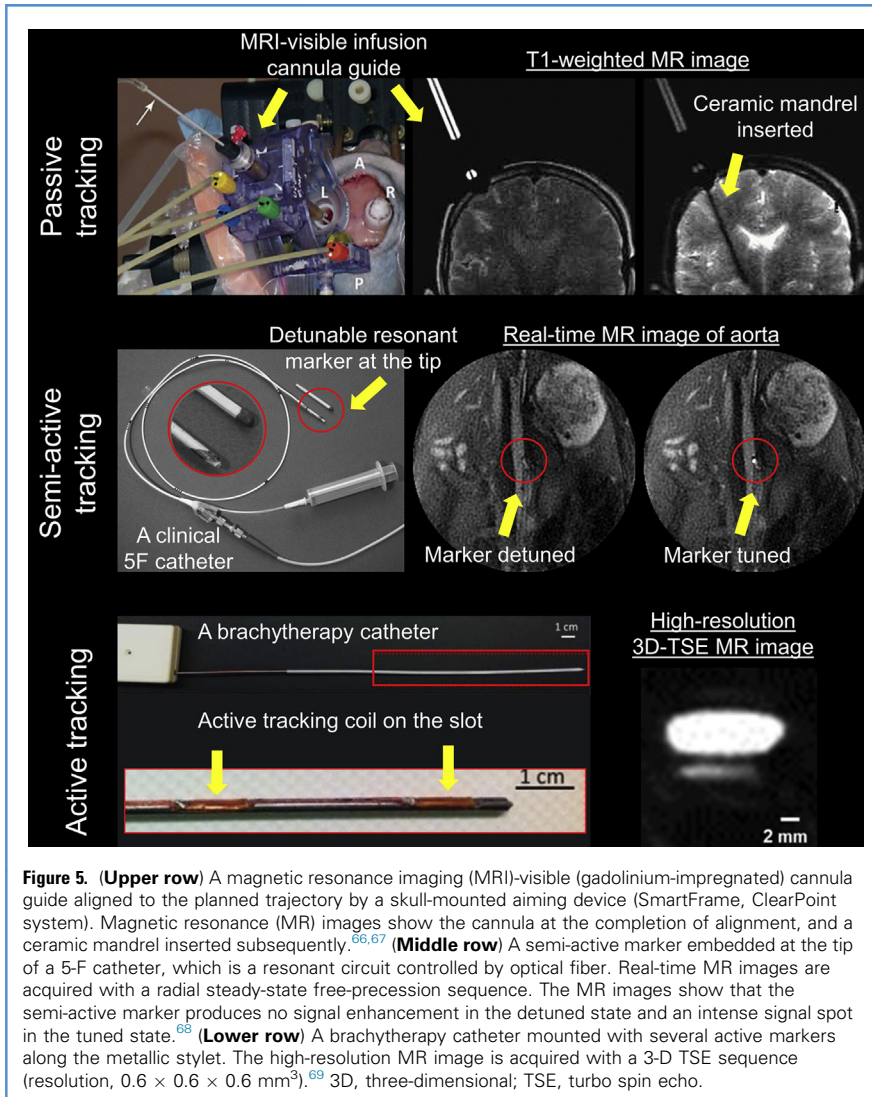 MRI-visible infusion
cannula guide
T1-weighted MR image
Ceramic mandrel
inserted
Passive
tracking
A
L
R
P
Detunable resonant
marker at the tip
Real-time MR image of aorta
Semi-active
tracking
A clinical
5F catheter
Marker detuned
Marker tuned
Active tracking
A brachytherapy catheter
1 cm
High-resolution
3D-TSE MR image
Active tracking coil on the slot
1 cm
2 mm
Figure 5. (Upper row) A magnetic resonance imaging (MRI)-visible (gadolinium-impregnated) cannula
guide aligned to the planned trajectory by a skull-mounted aiming device (SmartFrame, ClearPoint
system). Magnetic resonance (MR) images show the cannula at the completion of alignment, and a
ceramic mandrel inserted subsequently.66,67 (Middle row) A semi-active marker embedded at the tip
of a 5-F catheter, which is a resonant circuit controlled by optical fiber. Real-time MR images are
acquired with a radial steady-state free-precession sequence. The MR images show that the
semi-active marker produces no signal enhancement in the detuned state and an intense signal spot
in the tuned state.68 (Lower row) A brachytherapy catheter mounted with several active markers
along the metallic stylet. The high-resolution MR image is acquired with a 3-D TSE sequence
(resolution, 0.6 × 0.6 × 0.6 mm3).69 3D, three-dimensional; TSE, turbo spin echo.